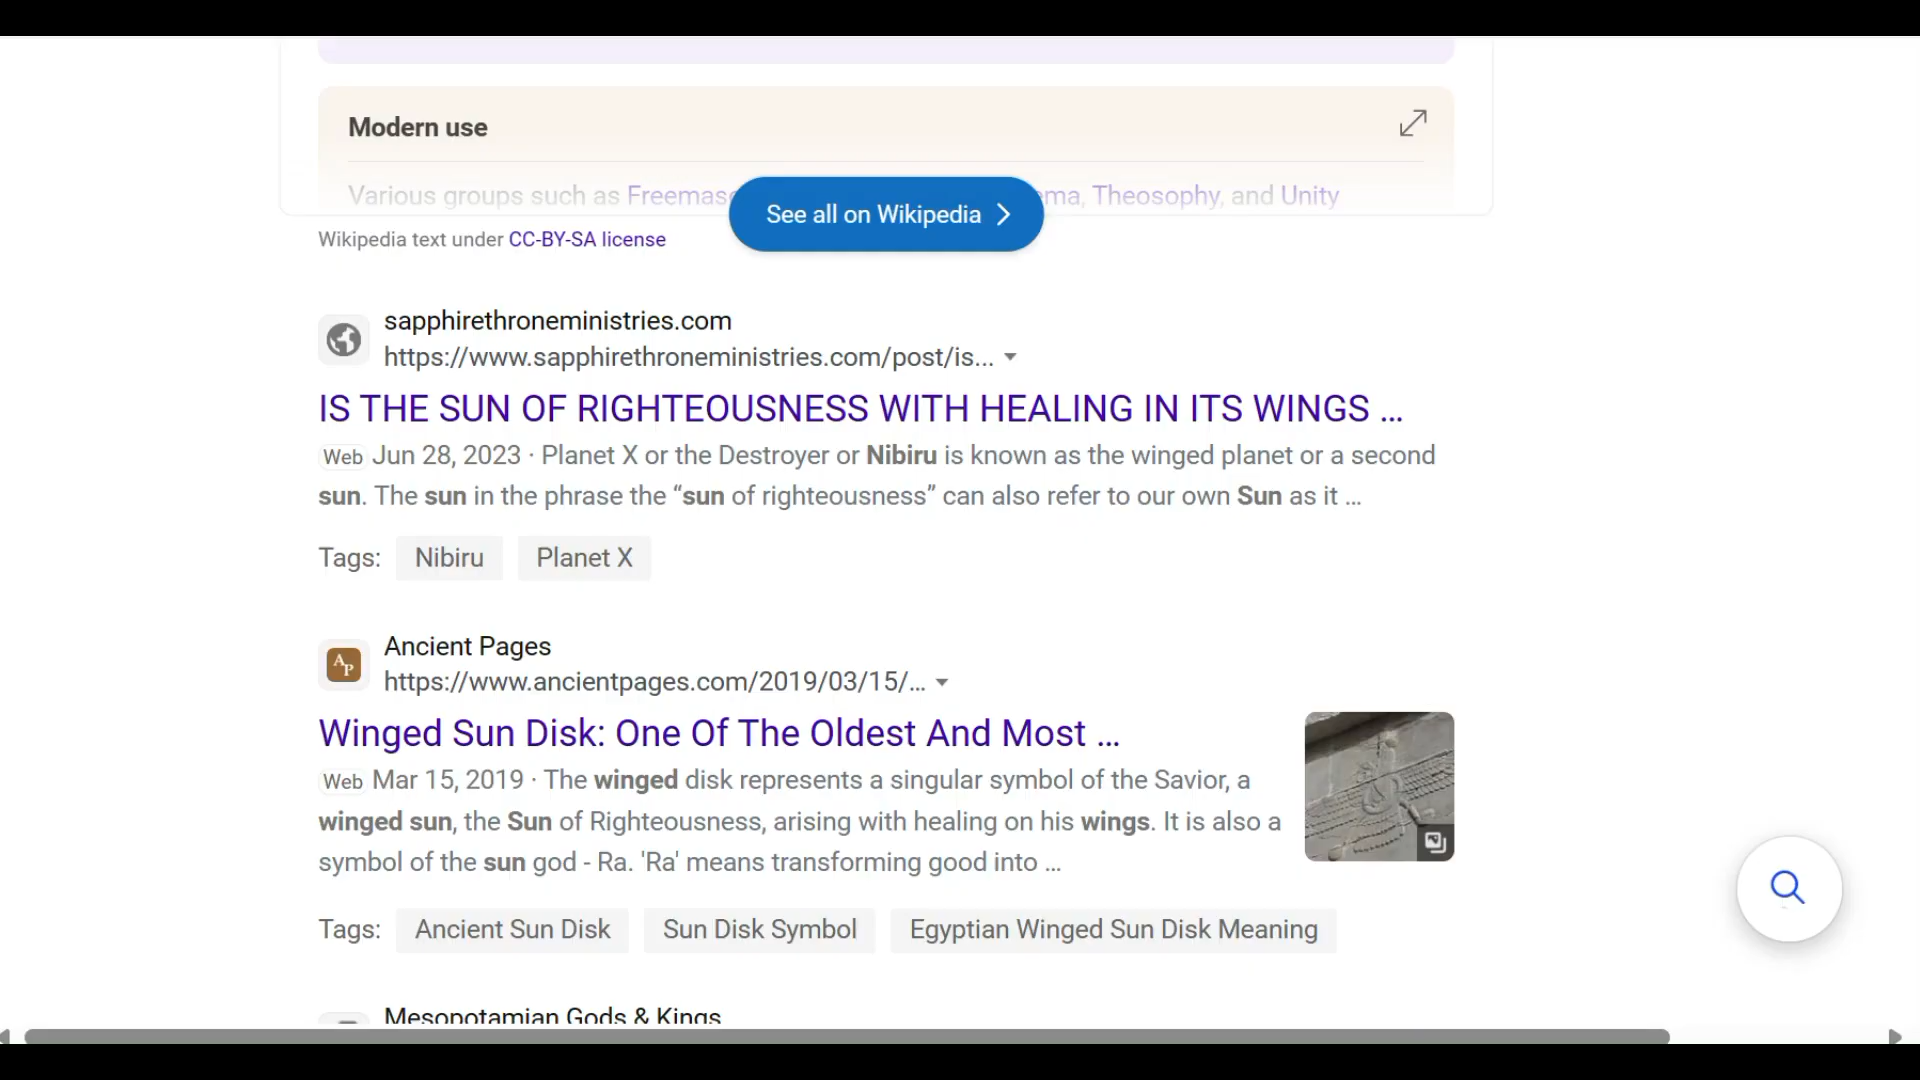 Modern use
Various groups such as Freemas ma, Theosophy, and Unity
See all on Wikipedia
Wikipedia text under CC-BY-SA license
sapphirethroneministries.com
https://www.sapphirethroneministries.com/post/is...
IS THE SUN OF RIGHTEOUSNESS WITH HEALING IN ITS WINGS ...
Web Jun 28, 2023 · Planet X or the Destroyer or Nibiru is known as the winged planet or a second
sun. The sun in the phrase the “sun of righteousness” can also refer to our own Sun as it ...
Tags: Nibiru Planet X
Ancient Pages
https://www.ancientpages.com/2019/03/15/...
Winged Sun Disk: One Of The Oldest And Most ...
Web Mar 15, 2019 · The winged disk represents a singular symbol of the Savior, a
winged sun, the Sun of Righteousness, arising with healing on his wings. It is also a
symbol of the sun god - Ra. 'Ra' means transforming good into ...
Tags: Ancient Sun Disk Sun Disk Symbol Egyptian Winged Sun Disk Meaning
Mesopotamian Gods & Kings